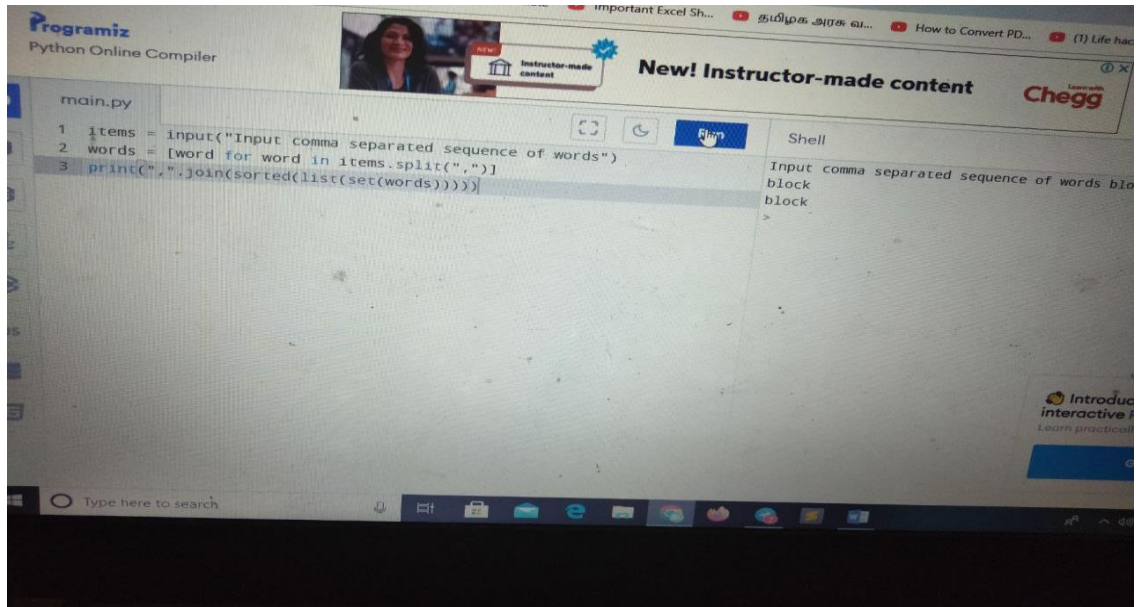 Important Excel Sh...
தமிழக அரசு வ...
How to Convert PD...
(1) Life hac
Programiz
Python Online Compiler
NEW!
Instructor-made
content
New! Instructor-made content
Learn with
Chegg
main.py
Run
Shell
1 items = input("Input comma separated sequence of words")
2 words = [word for word in items.split(",")]
3 print(",".join(sorted(list(set(words)))))
Input comma separated sequence of words blo
block
block
>
Introduc
interactive
Learn practicall
Type here to search